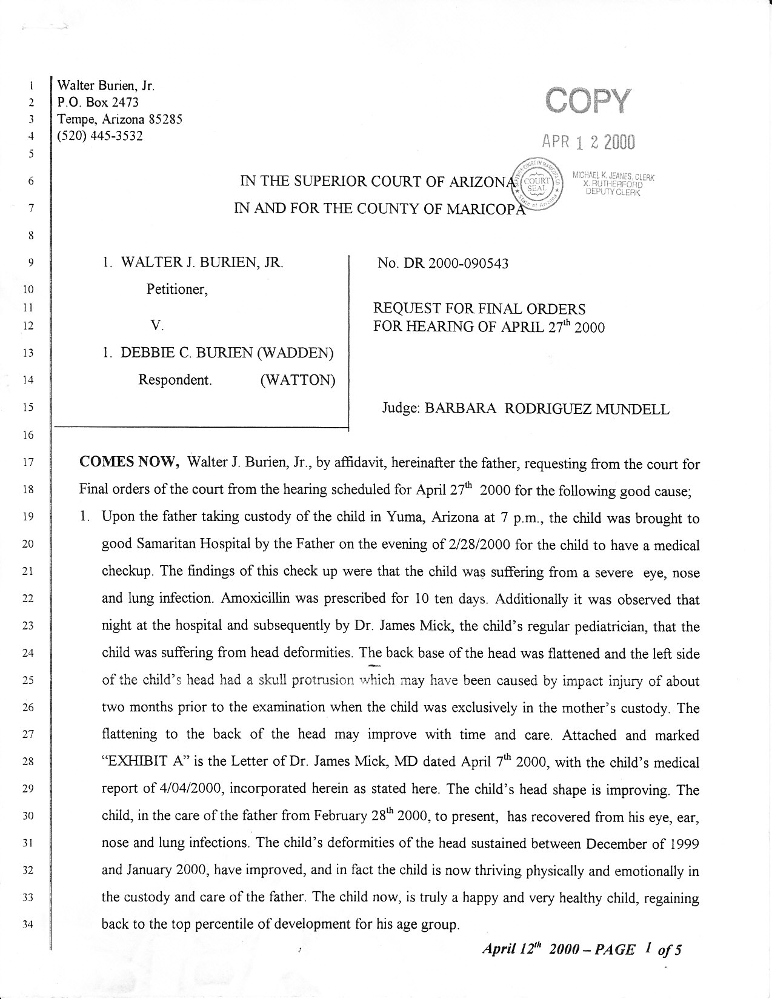 1 Walter Burien, Jr.
2 P.O. Box 2473
3 Tempe, Arizona 85285
4 (520) 445-3532
5
COPY
APR 12 2000
MICHAEL K. JEANES, CLERK
X. RUTHERFORD
DEPUTY CLERK
SUPERIOR COURT IN MARICOPA CO
COURT
SEAL
State of Arizona
6 IN THE SUPERIOR COURT OF ARIZONA
7 IN AND FOR THE COUNTY OF MARICOPA
8
9 1. WALTER J. BURIEN, JR. No. DR 2000-090543
10 Petitioner,
11 REQUEST FOR FINAL ORDERS
12 V. FOR HEARING OF APRIL 27th 2000
13 1. DEBBIE C. BURIEN (WADDEN)
14 Respondent. (WATTON)
15 Judge: BARBARA RODRIGUEZ MUNDELL
16
17 COMES NOW, Walter J. Burien, Jr., by affidavit, hereinafter the father, requesting from the court for
18 Final orders of the court from the hearing scheduled for April 27th 2000 for the following good cause;
19 1. Upon the father taking custody of the child in Yuma, Arizona at 7 p.m., the child was brought to
20 good Samaritan Hospital by the Father on the evening of 2/28/2000 for the child to have a medical
21 checkup. The findings of this check up were that the child was suffering from a severe eye, nose
22 and lung infection. Amoxicillin was prescribed for 10 ten days. Additionally it was observed that
23 night at the hospital and subsequently by Dr. James Mick, the child's regular pediatrician, that the
24 child was suffering from head deformities. The back base of the head was flattened and the left side
25 of the child's head had a skull protrusion which may have been caused by impact injury of about
26 two months prior to the examination when the child was exclusively in the mother's custody. The
27 flattening to the back of the head may improve with time and care. Attached and marked
28 “EXHIBIT A” is the Letter of Dr. James Mick, MD dated April 7th 2000, with the child's medical
29 report of 4/04/2000, incorporated herein as stated here. The child's head shape is improving. The
30 child, in the care of the father from February 28th 2000, to present, has recovered from his eye, ear,
31 nose and lung infections. The child's deformities of the head sustained between December of 1999
32 and January 2000, have improved, and in fact the child is now thriving physically and emotionally in
33 the custody and care of the father. The child now, is truly a happy and very healthy child, regaining
34 back to the top percentile of development for his age group.
April 12th 2000 – PAGE 1 of 5